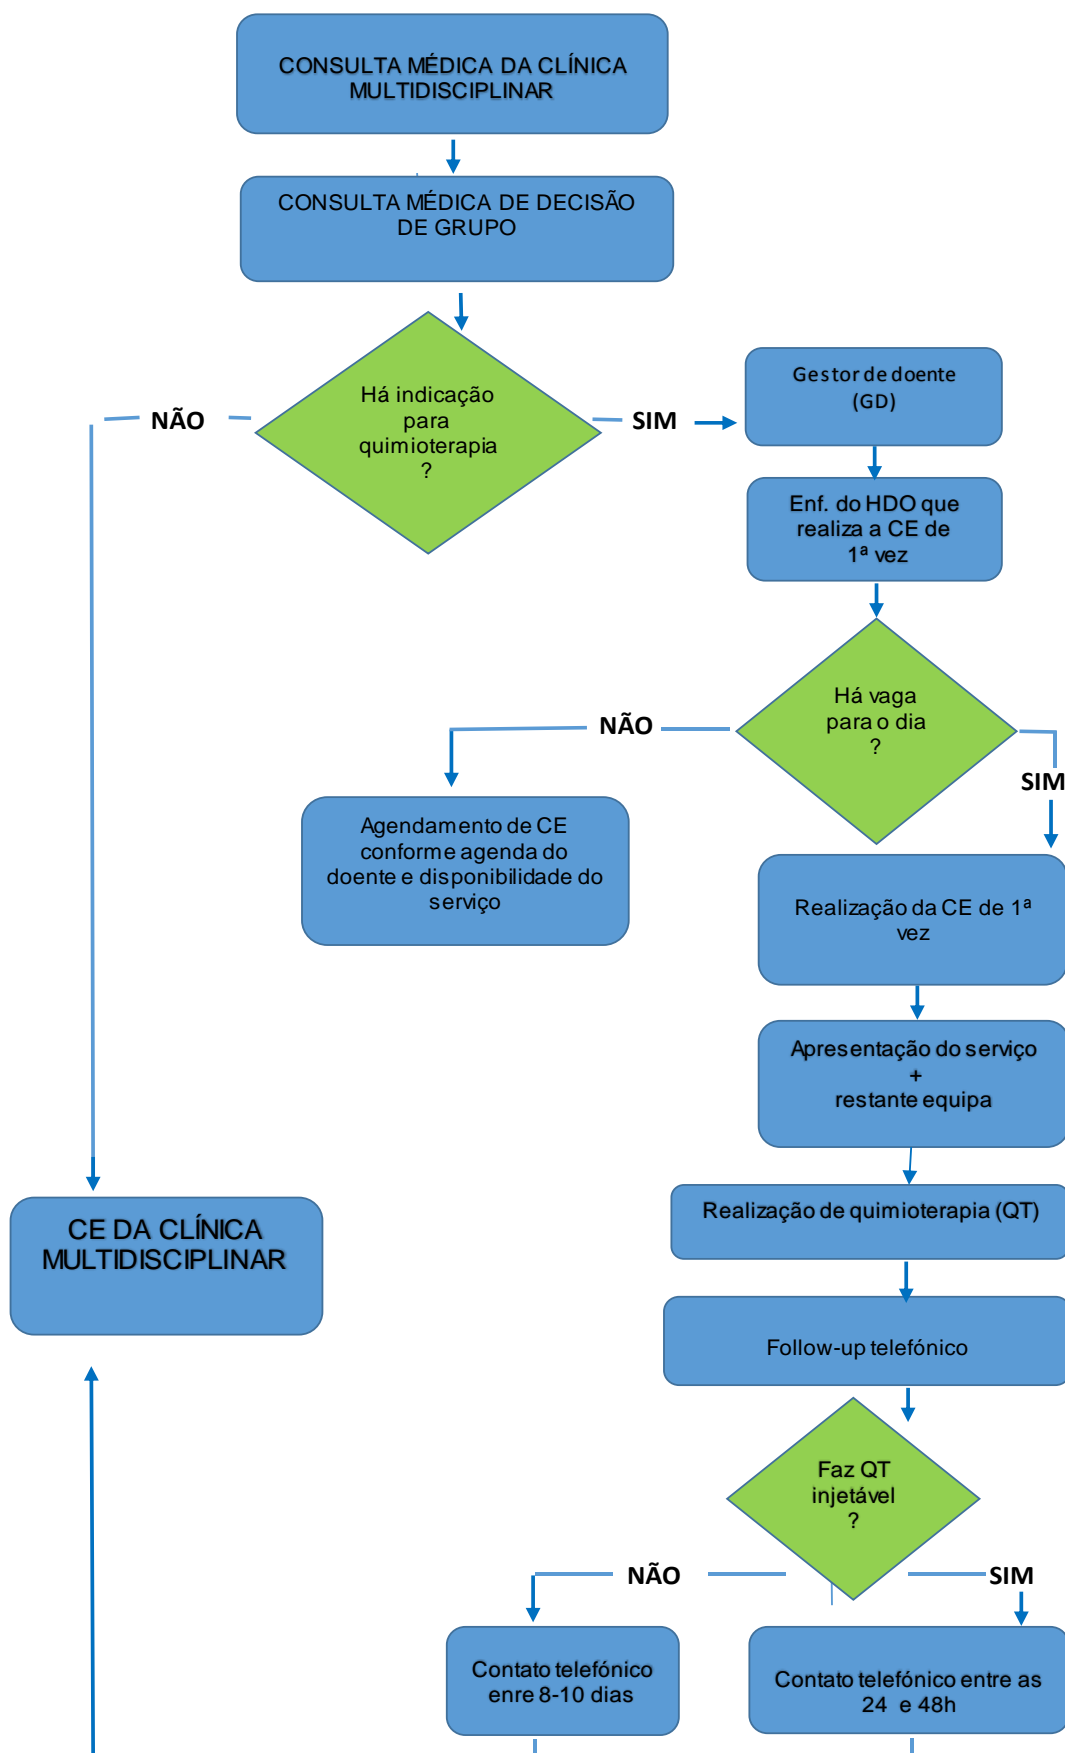 CONSULTA MÉDICA DA CLÍNICA
MULTIDISCIPLINAR
CONSULTA MÉDICA DE DECISÃO
DE GRUPO
Há indicação
para
quimioterapia
?
NÃO
SIM
Gestor de doente
(GD)
Enf. do HDO que
realiza a CE de
1ª vez
Há vaga
para o dia
?
NÃO
SIM
Agendamento de CE
conforme agenda do
doente e disponibilidade do
serviço
Realização da CE de 1ª
vez
Apresentação do serviço
+
restante equipa
Realização de quimioterapia (QT)
CE DA CLÍNICA
MULTIDISCIPLINAR
Follow-up telefónico
Faz QT
injetável
?
NÃO
SIM
Contato telefónico
enre 8-10 dias
Contato telefónico entre as
24 e 48h